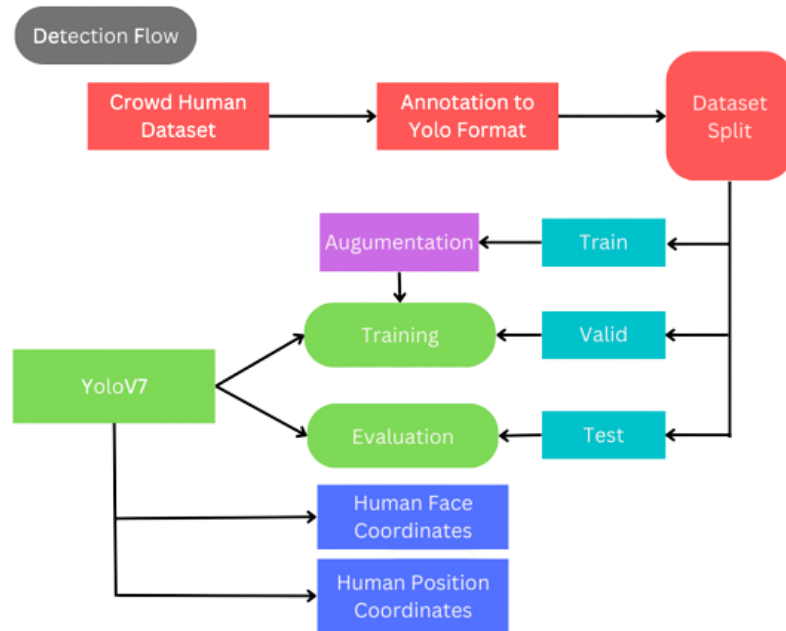 Detection Flow
Crowd Human
Dataset
Annotation to
Yolo Format
Dataset
Split
Augumentation
Train
Training
Valid
YoloV7
Evaluation
Test
Human Face
Coordinates
Human Position
Coordinates